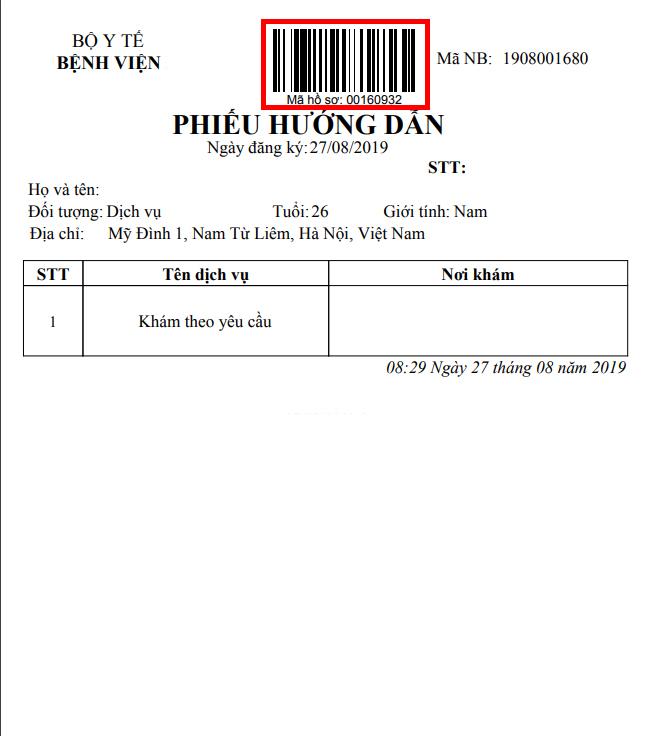 BỘ Y TẾ
BỆNH VIỆN
Mã hồ sơ: 00160932
Mã NB: 1908001680
PHIẾU HƯỚNG DẪN
Ngày đăng ký:27/08/2019
STT:
Họ và tên:
Đối tượng: Dịch vụ Tuổi: 26 Giới tính: Nam
Địa chỉ: Mỹ Đình 1, Nam Từ Liêm, Hà Nội, Việt Nam
STT Tên dịch vụ Nơi khám
1 Khám theo yêu cầu
08:29 Ngày 27 tháng 08 năm 2019